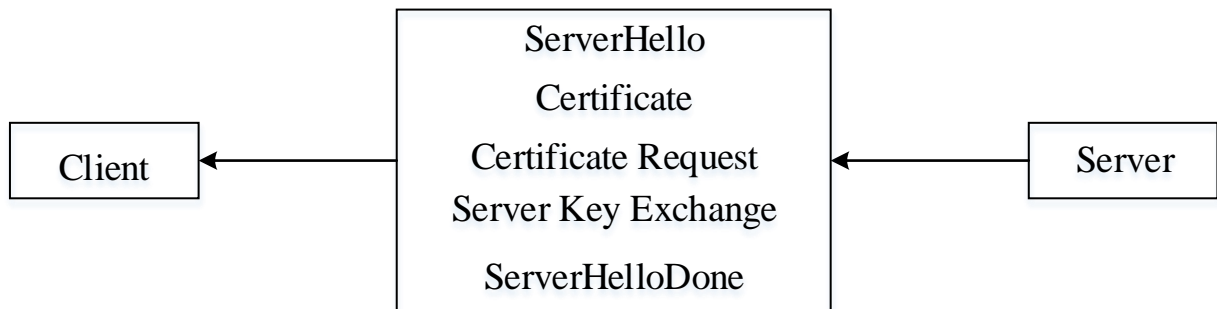 ServerHello
Certificate
Client
Certificate Request
Server
Server Key Exchange
ServerHelloDone